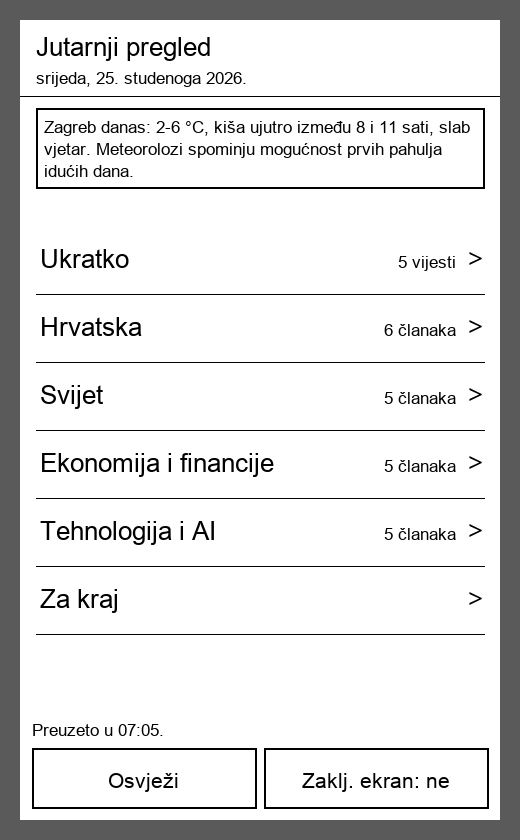 Jutarnji pregled
srijeda, 25. studenoga 2026.
Zagreb danas: 2-6 °C, kiša ujutro između 8 i 11 sati, slab
vjetar. Meteorolozi spominju mogućnost prvih pahulja
idućih dana.
Ukratko 5 vijesti >
Hrvatska 6 članaka >
Svijet 5 članaka >
Ekonomija i financije 5 članaka >
Tehnologija i AI 5 članaka >
Za kraj >
Preuzeto u 07:05.
Osvježi Zaklj. ekran: ne